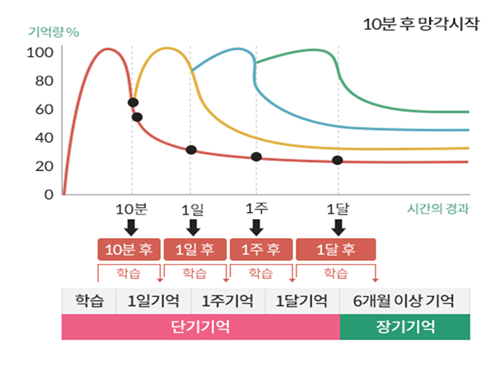 10분 후 망각시작
기억량 %
100
80
60
40
20
0
10분 1일 1주 1달 시간의 경과
10분 후 1일 후 1주 후 1달 후
학습 학습 학습 학습
학습 1일기억 1주기억 1달기억 6개월 이상 기억
단기기억 장기기억